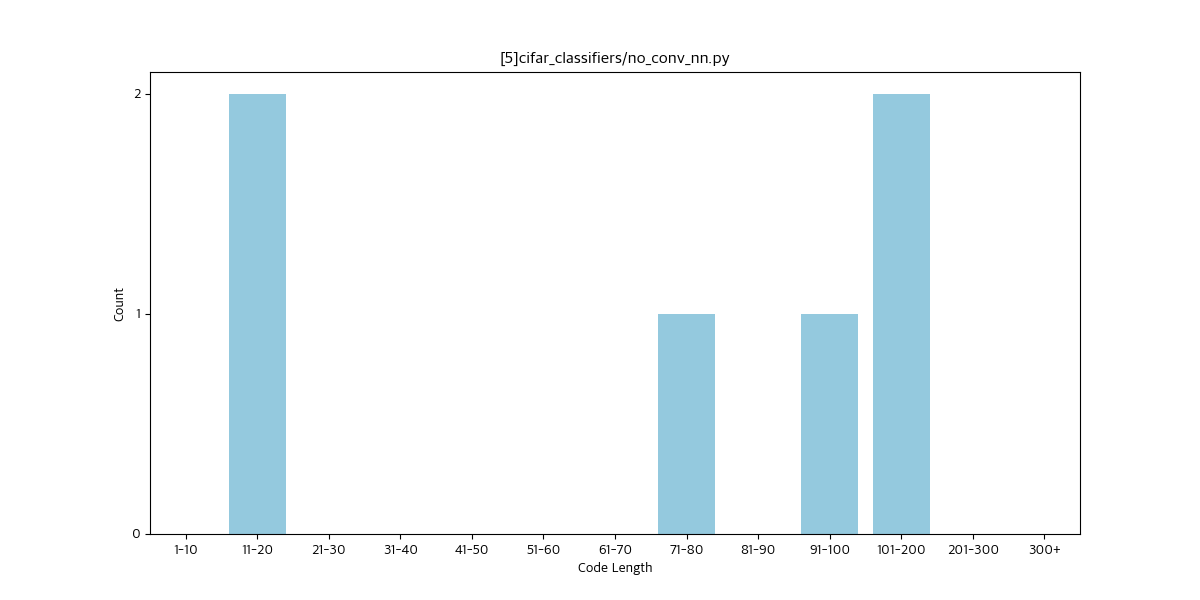 [5]cifar_classifiers/no_conv_nn.py
Count
2
1
0
1-10 11-20 21-30 31-40 41-50 51-60 61-70 71-80 81-90 91-100 101-200 201-300 300+
Code Length